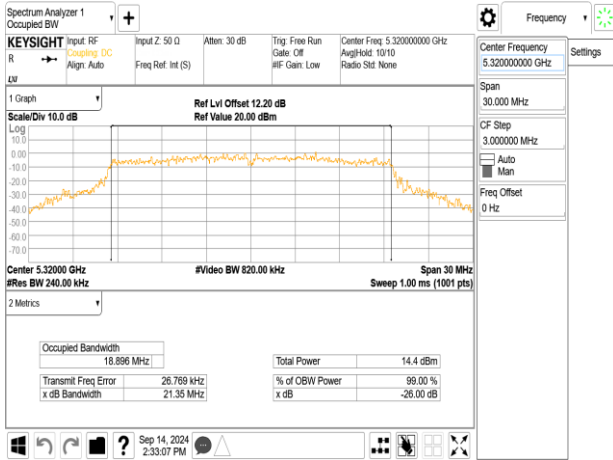 Spectrum Analyzer 1
Occupied BW
KEYSIGHT
R
Input: RF
Coupling: DC
Align: Auto
Input Z: 50 Ω
Freq Ref: Int (S)
Atten: 30 dB
Trig: Free Run
Gate: Off
#IF Gain: Low
Center Freq: 5.320000000 GHz
Avg|Hold: 10/10
Radio Std: None
LXI
1 Graph
Scale/Div 10.0 dB
Ref Lvl Offset 12.20 dB
Ref Value 20.00 dBm
Log
10.0
0.00
-10.0
-20.0
-30.0
-40.0
-50.0
-60.0
-70.0
Center 5.32000 GHz
#Res BW 240.00 kHz
#Video BW 820.00 kHz
Span 30 MHz
Sweep 1.00 ms (1001 pts)
2 Metrics
Occupied Bandwidth
18.896 MHz
Transmit Freq Error 26.769 kHz
x dB Bandwidth 21.35 MHz
Total Power 14.4 dBm
% of OBW Power 99.00 %
x dB -26.00 dB
Sep 14, 2024
2:33:07 PM
?
Frequency
Settings
Center Frequency
5.320000000 GHz
Span
30.000 MHz
CF Step
3.000000 MHz
Auto
Man
Freq Offset
0 Hz